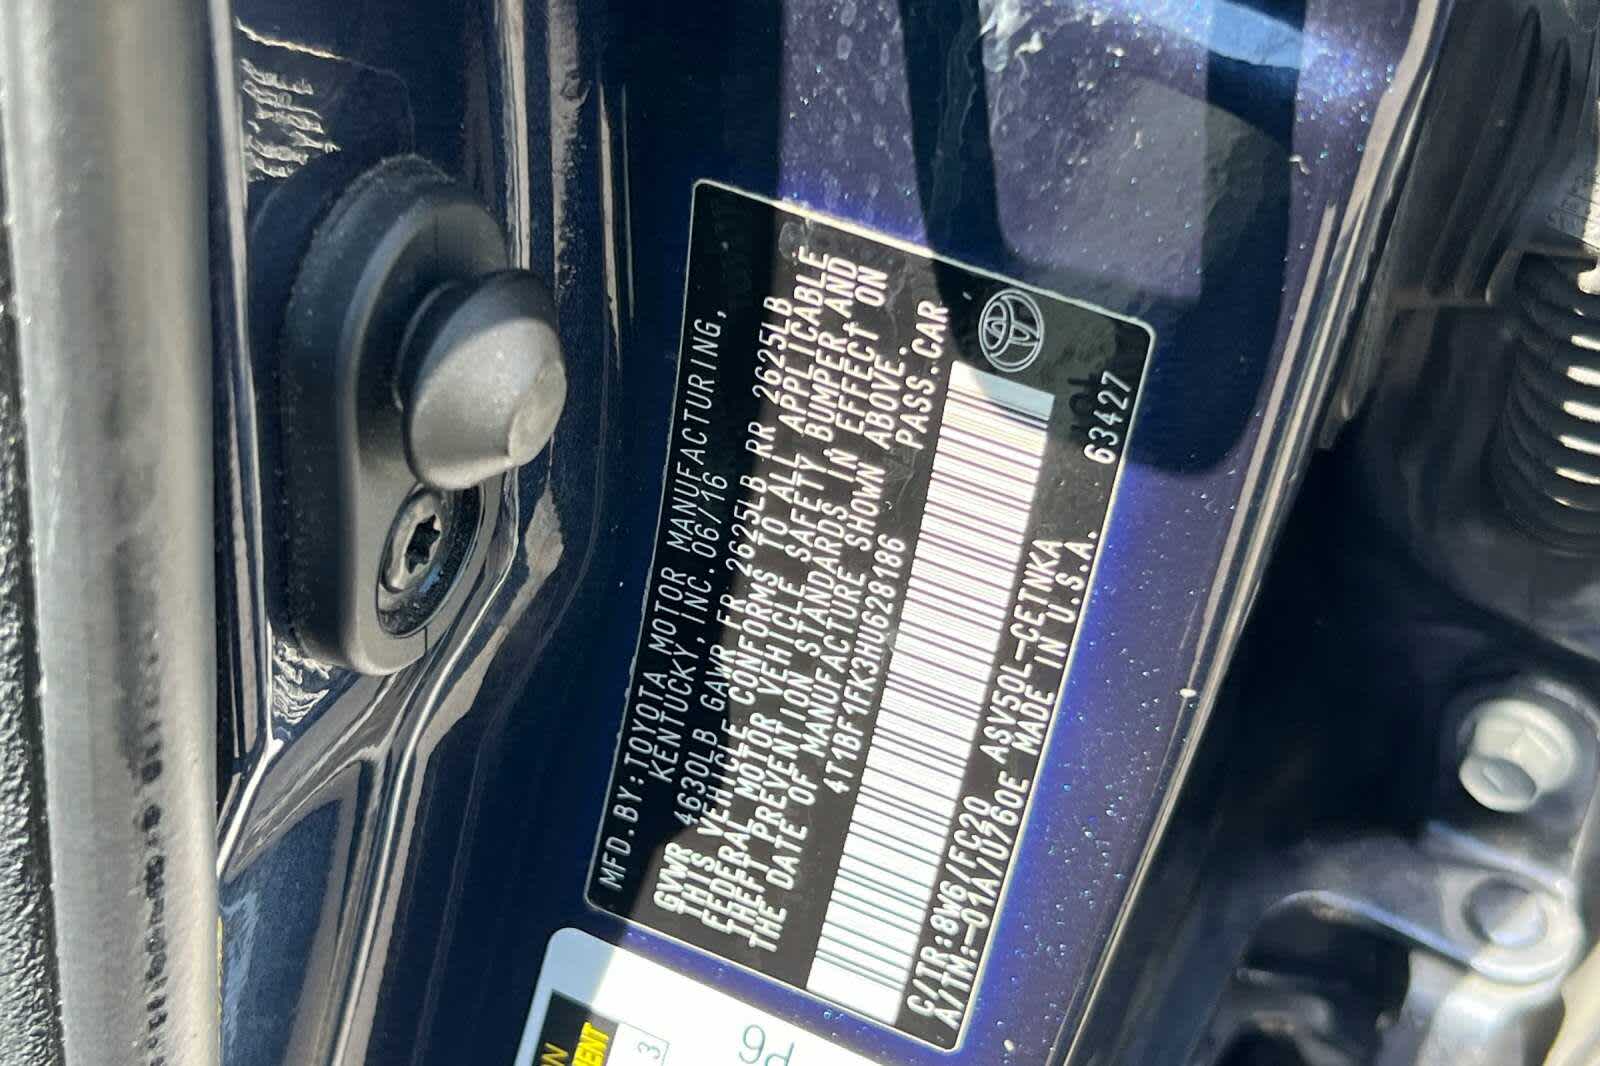 MFD.BY:TOYOTA MOTOR MANUFACTURING,
KENTUCKY, INC.06/16
GVWR 4630LB GAWR FR 2625LB RR 2625LB
THIS VEHICLE CONFORMS TO ALL APPLICABLE
FEDERAL MOTOR VEHICLE SAFETY BUMPER,AND
THEFT PREVENTION STANDARDS IN EFFECT ON
THE DATE OF MANUFACTURE SHOWN ABOVE.
4T1BF1FK3HU628186 PASS.CAR
C/TR:8W6/FC20
A/TM:-01A/U760E ASV50L-CETNKA
MADE IN U.S.A.
63427
3